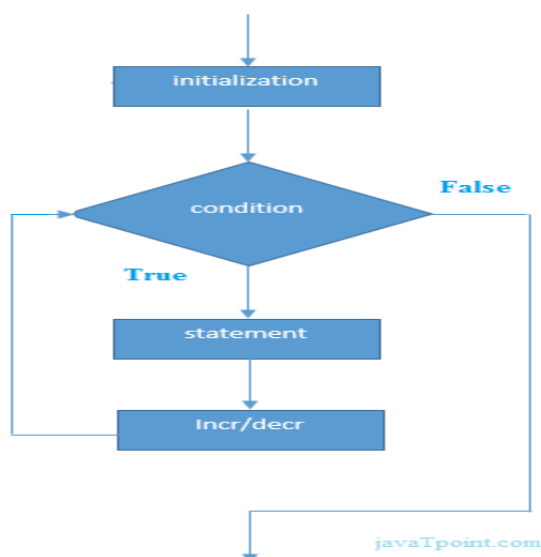 initialization
condition
False
True
statement
Incr/decr
javaTpoint.com